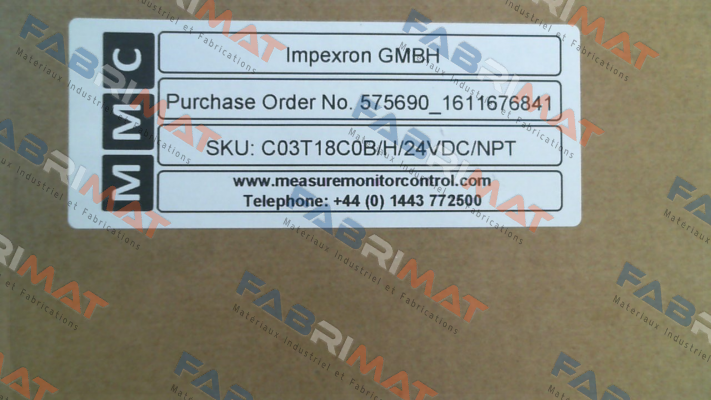 MMC
Impexron GMBH
Purchase Order No. 575690_1611676841
SKU: C03T18C0B/H/24VDC/NPT
www.measuremonitorcontrol.com
Telephone: +44 (0) 1443 772500
FABRIMAT
Matériaux Industriel et Fabrications